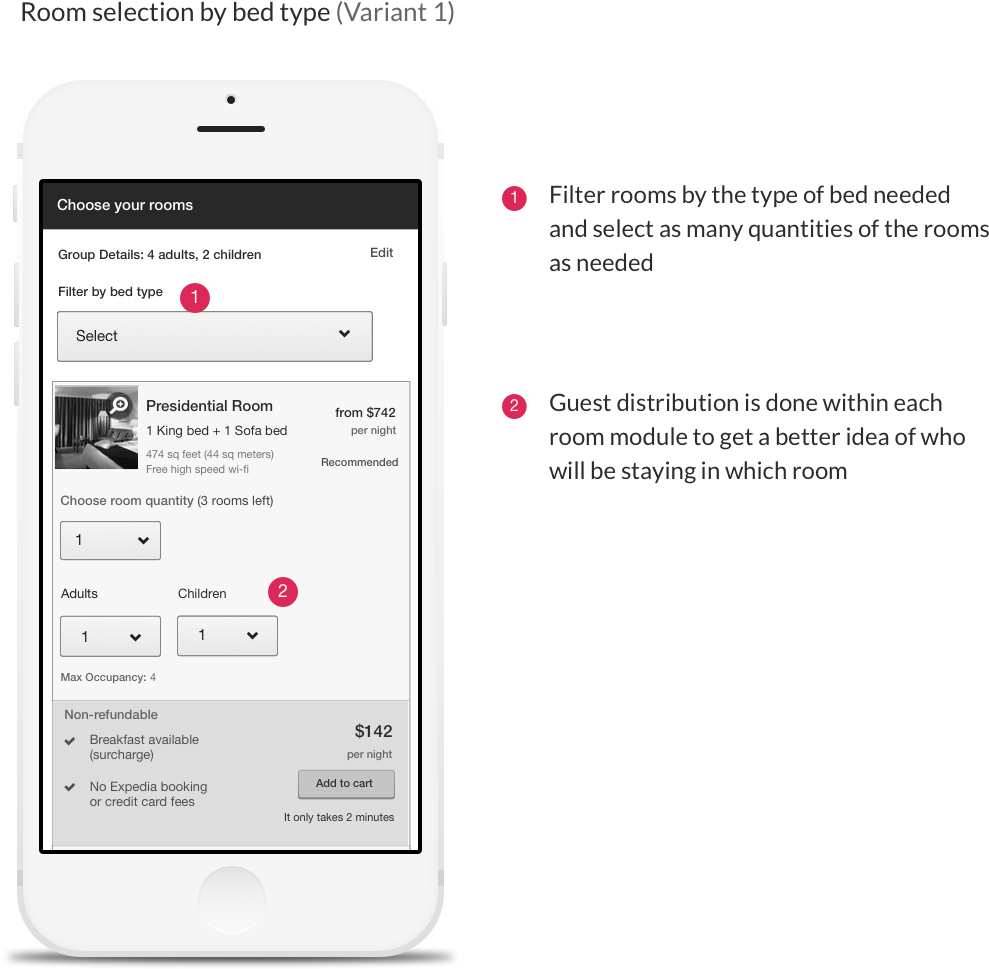 Room selection by bed type (Variant 1)
Choose your rooms
Group Details: 4 adults, 2 children
Edit
Filter by bed type
1
Select
Presidential Room
1 King bed + 1 Sofa bed
474 sq feet (44 sq meters)
Free high speed wi-fi
from $742
per night
Recommended
Choose room quantity (3 rooms left)
1
Adults
Children
2
1
1
Max Occupancy: 4
Non-refundable
Breakfast available
(surcharge)
No Expedia booking
or credit card fees
$142
per night
Add to cart
It only takes 2 minutes
1
Filter rooms by the type of bed needed
and select as many quantities of the rooms
as needed
2
Guest distribution is done within each
room module to get a better idea of who
will be staying in which room